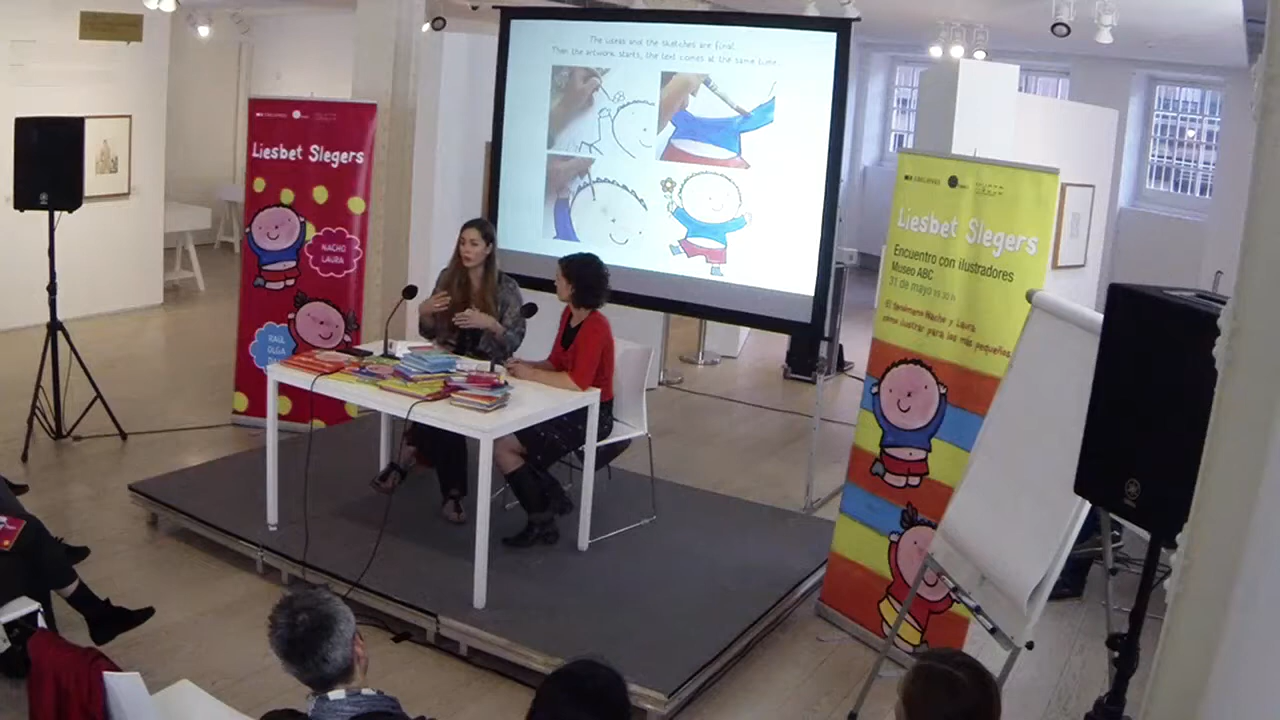 The ideas and the sketches are final.
Then the artwork starts, the text comes at the same time.
Liesbet Slegers
NACHO
LAURA
RAÚL
OLGA
Liesbet Slegers
Encuentro con ilustradores
Museo ABC
31 de mayo
El fenómeno Nacho y Laura:
cómo ilustrar para los más pequeños.